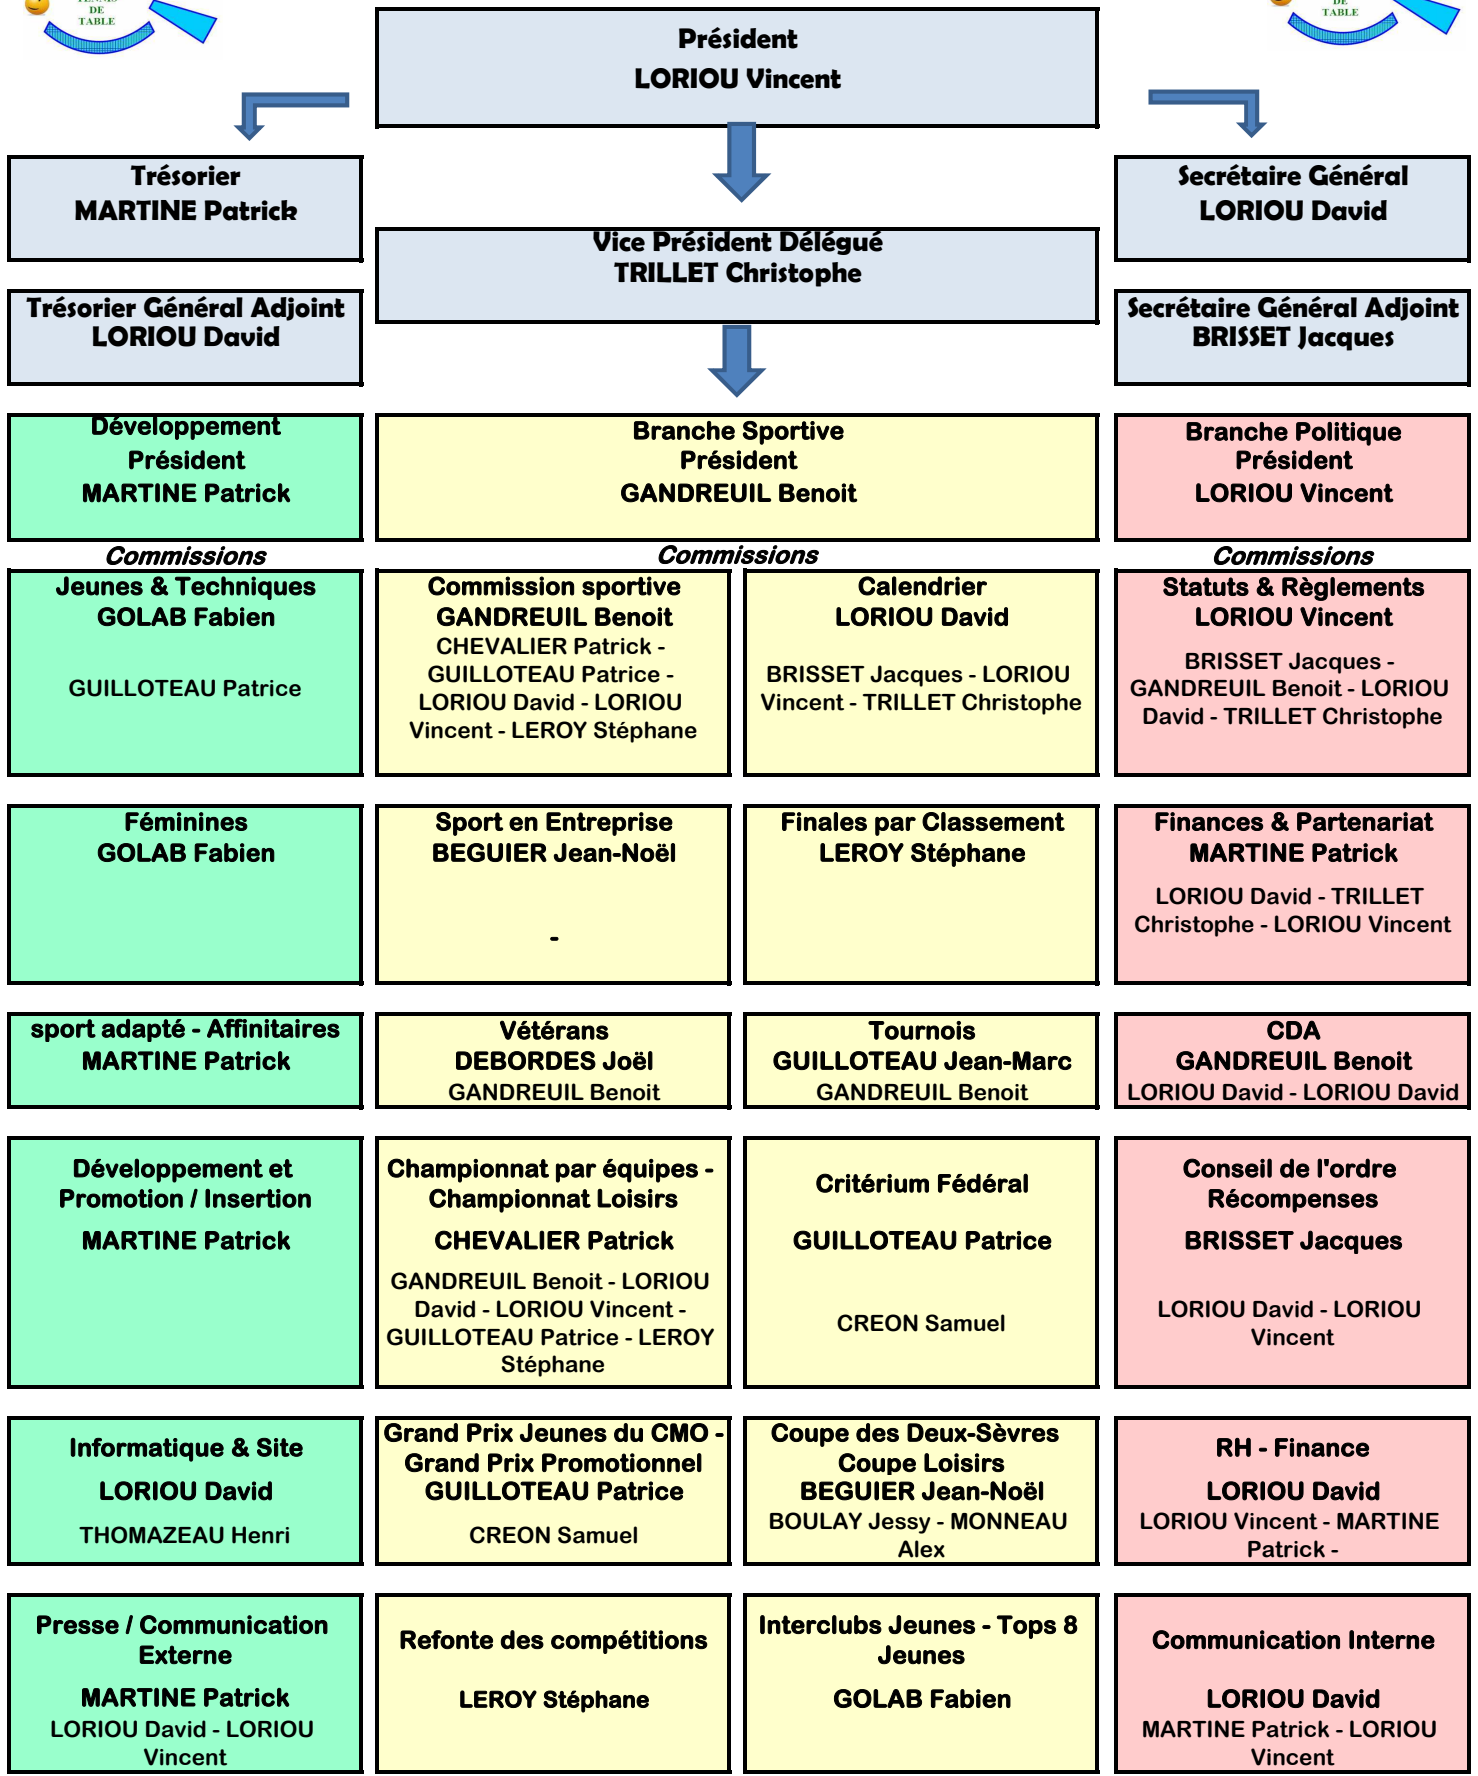 TENNIS
DE
TABLE
DE
TABLE
Président
LORIOU Vincent
Trésorier
MARTINE Patrick
Secrétaire Général
LORIOU David
Vice Président Délégué
TRILLET Christophe
Trésorier Général Adjoint
LORIOU David
Secrétaire Général Adjoint
BRISSET Jacques
Développement
Président
MARTINE Patrick
Branche Sportive
Président
GANDREUIL Benoit
Branche Politique
Président
LORIOU Vincent
Commissions
Commissions
Commissions
Jeunes & Techniques
GOLAB Fabien
GUILLOTEAU Patrice
Commission sportive
GANDREUIL Benoit
CHEVALIER Patrick -
GUILLOTEAU Patrice -
LORIOU David - LORIOU
Vincent - LEROY Stéphane
Calendrier
LORIOU David
BRISSET Jacques - LORIOU
Vincent - TRILLET Christophe
Statuts & Règlements
LORIOU Vincent
BRISSET Jacques -
GANDREUIL Benoit - LORIOU
David - TRILLET Christophe
Féminines
GOLAB Fabien
Sport en Entreprise
BEGUIER Jean-Noël
-
Finales par Classement
LEROY Stéphane
Finances & Partenariat
MARTINE Patrick
LORIOU David - TRILLET
Christophe - LORIOU Vincent
sport adapté - Affinitaires
MARTINE Patrick
Vétérans
DEBORDES Joël
GANDREUIL Benoit
Tournois
GUILLOTEAU Jean-Marc
GANDREUIL Benoit
CDA
GANDREUIL Benoit
LORIOU David - LORIOU David
Développement et
Promotion / Insertion
MARTINE Patrick
Championnat par équipes -
Championnat Loisirs
CHEVALIER Patrick
GANDREUIL Benoit - LORIOU
David - LORIOU Vincent -
GUILLOTEAU Patrice - LEROY
Stéphane
Critérium Fédéral
GUILLOTEAU Patrice
CREON Samuel
Conseil de l'ordre
Récompenses
BRISSET Jacques
LORIOU David - LORIOU
Vincent
Informatique & Site
LORIOU David
THOMAZEAU Henri
Grand Prix Jeunes du CMO -
Grand Prix Promotionnel
GUILLOTEAU Patrice
CREON Samuel
Coupe des Deux-Sèvres
Coupe Loisirs
BEGUIER Jean-Noël
BOULAY Jessy - MONNEAU
Alex
RH - Finance
LORIOU David
LORIOU Vincent - MARTINE
Patrick -
Presse / Communication
Externe
MARTINE Patrick
LORIOU David - LORIOU
Vincent
Refonte des compétitions
LEROY Stéphane
Interclubs Jeunes - Tops 8
Jeunes
GOLAB Fabien
Communication Interne
LORIOU David
MARTINE Patrick - LORIOU
Vincent